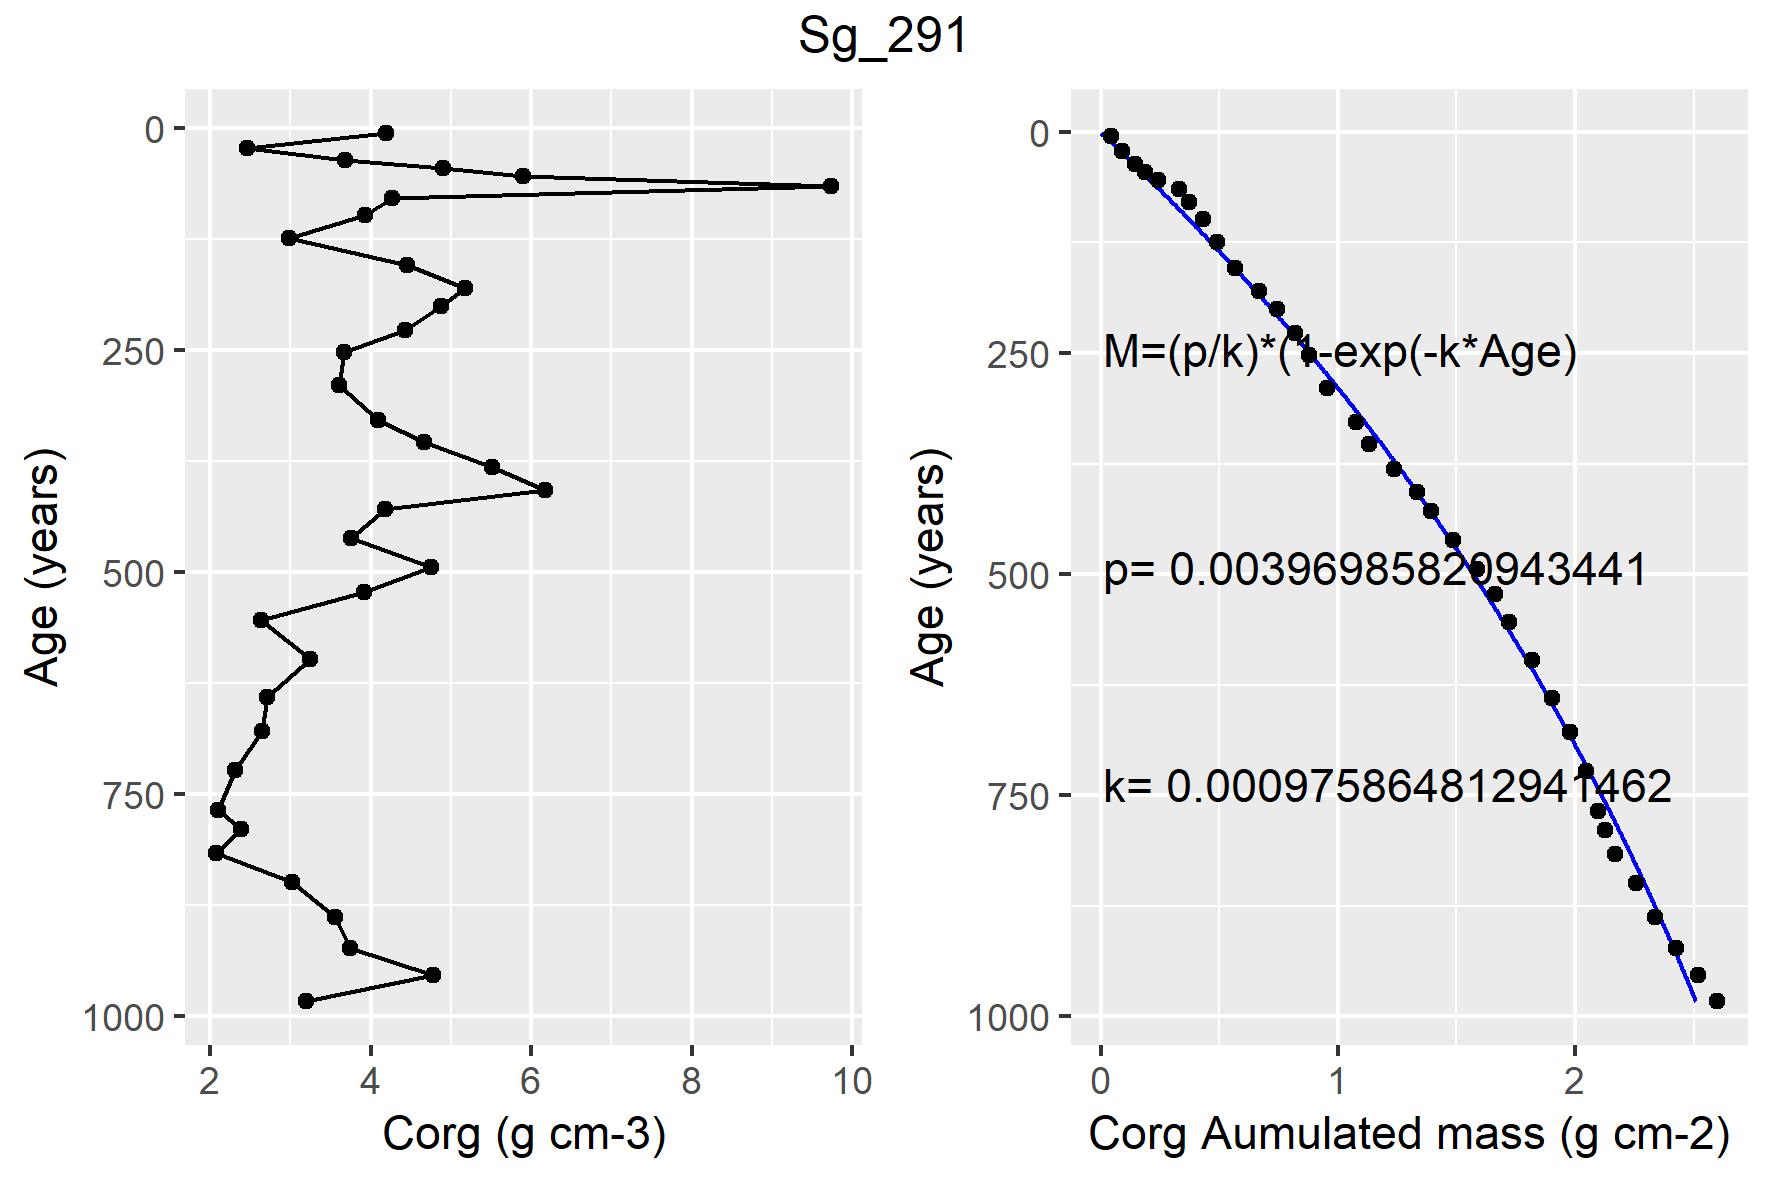 Sg_291
0
250
500
750
1000
2
4
6
8
10
Age (years)
Corg (g cm-3)
0
250
500
750
1000
0
1
2
Age (years)
Corg Aumulated mass (g cm-2)
M=(p/k)*(1-exp(-k*Age)
p= 0.00396985820943441
k= 0.000975864812941462